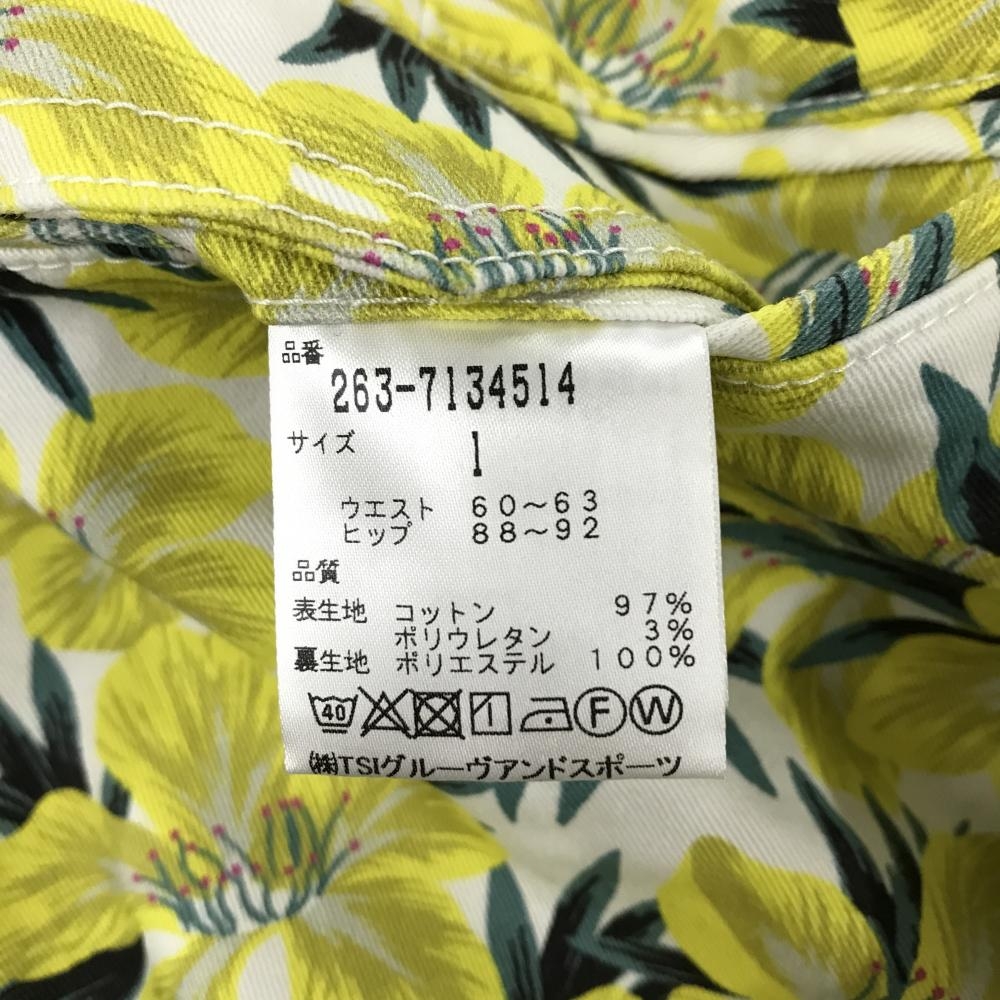 品番
263-7134514
サイズ 1
ウエスト 60～63
ヒップ 88～92
品質
表生地 コットン 97%
ポリウレタン 3%
裏生地 ポリエステル 100%
40 F W
㈱TSIグルーヴアンドスポーツ